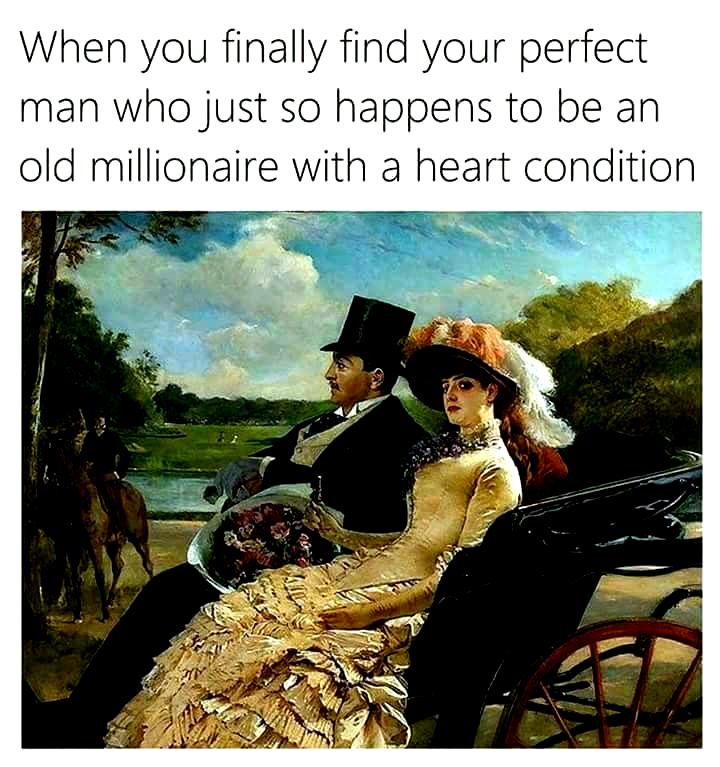 When you finally find your perfect
man who just so happens to be an
old millionaire with a heart condition